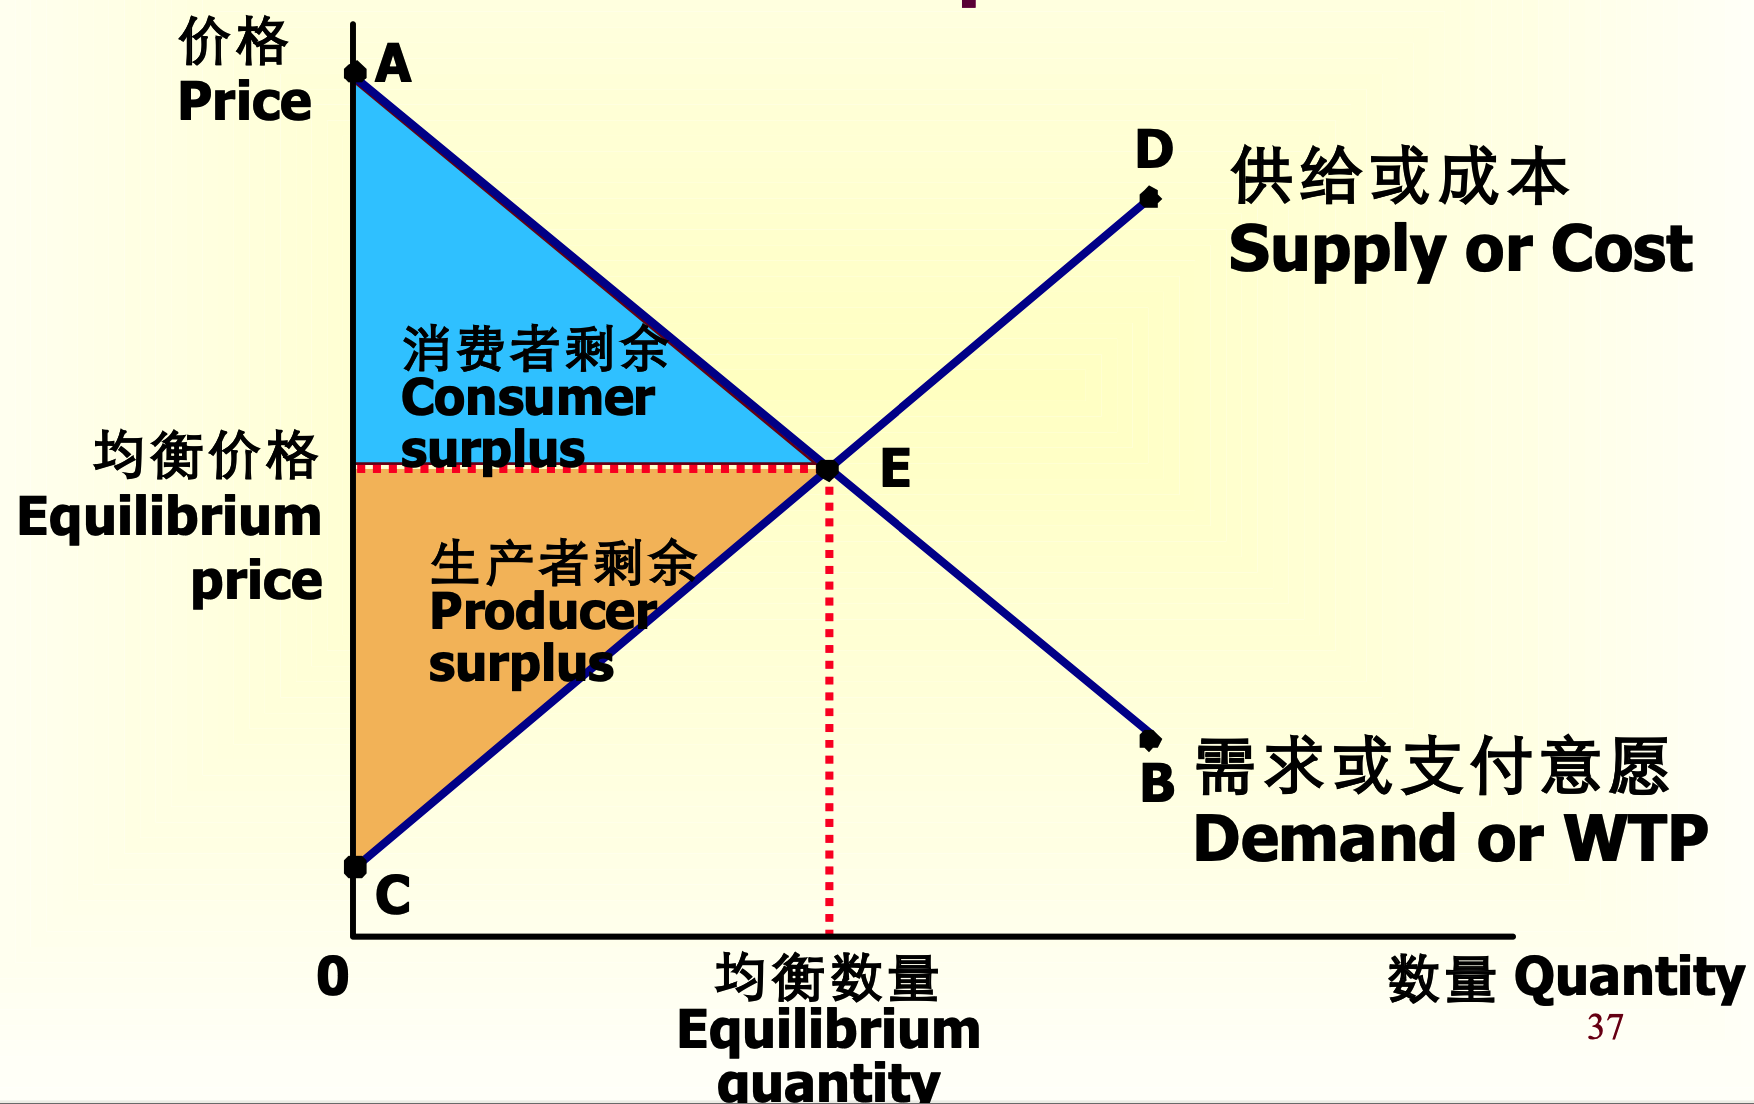 价格
Price
A
D
供给或成本
Supply or Cost
消费者剩余
Consumer
surplus
均衡价格
Equilibrium
price
E
生产者剩余
Producer
surplus
B
需求或支付意愿
Demand or WTP
C
0
均衡数量
Equilibrium
quantity
数量 Quantity
37